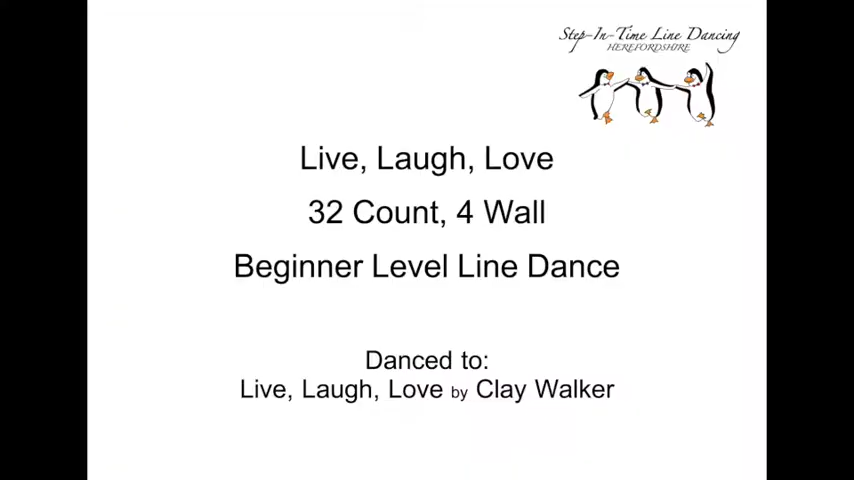 Step-In-Time Line Dancing
HEREFORDSHIRE
Live, Laugh, Love
32 Count, 4 Wall
Beginner Level Line Dance
Danced to:
Live, Laugh, Love by Clay Walker